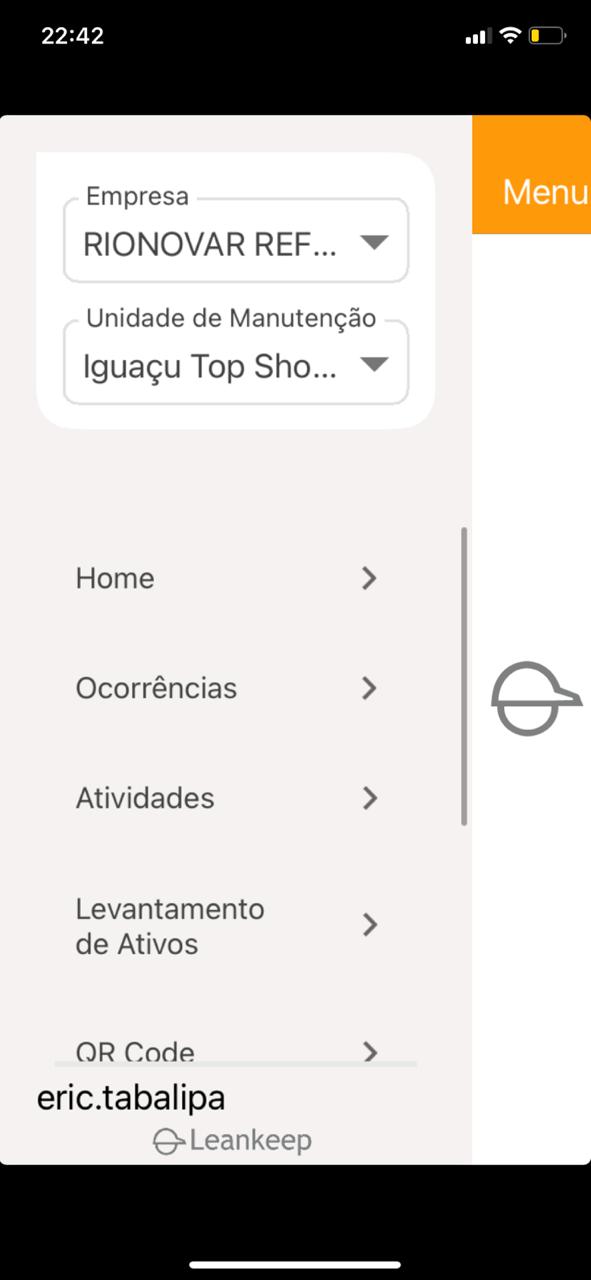 22:42
Menu
Empresa
RIONOVAR REF...
Unidade de Manutenção
Iguaçu Top Sho...
Home
Ocorrências
Atividades
Levantamento
de Ativos
QR Code
eric.tabalipa
Leankeep